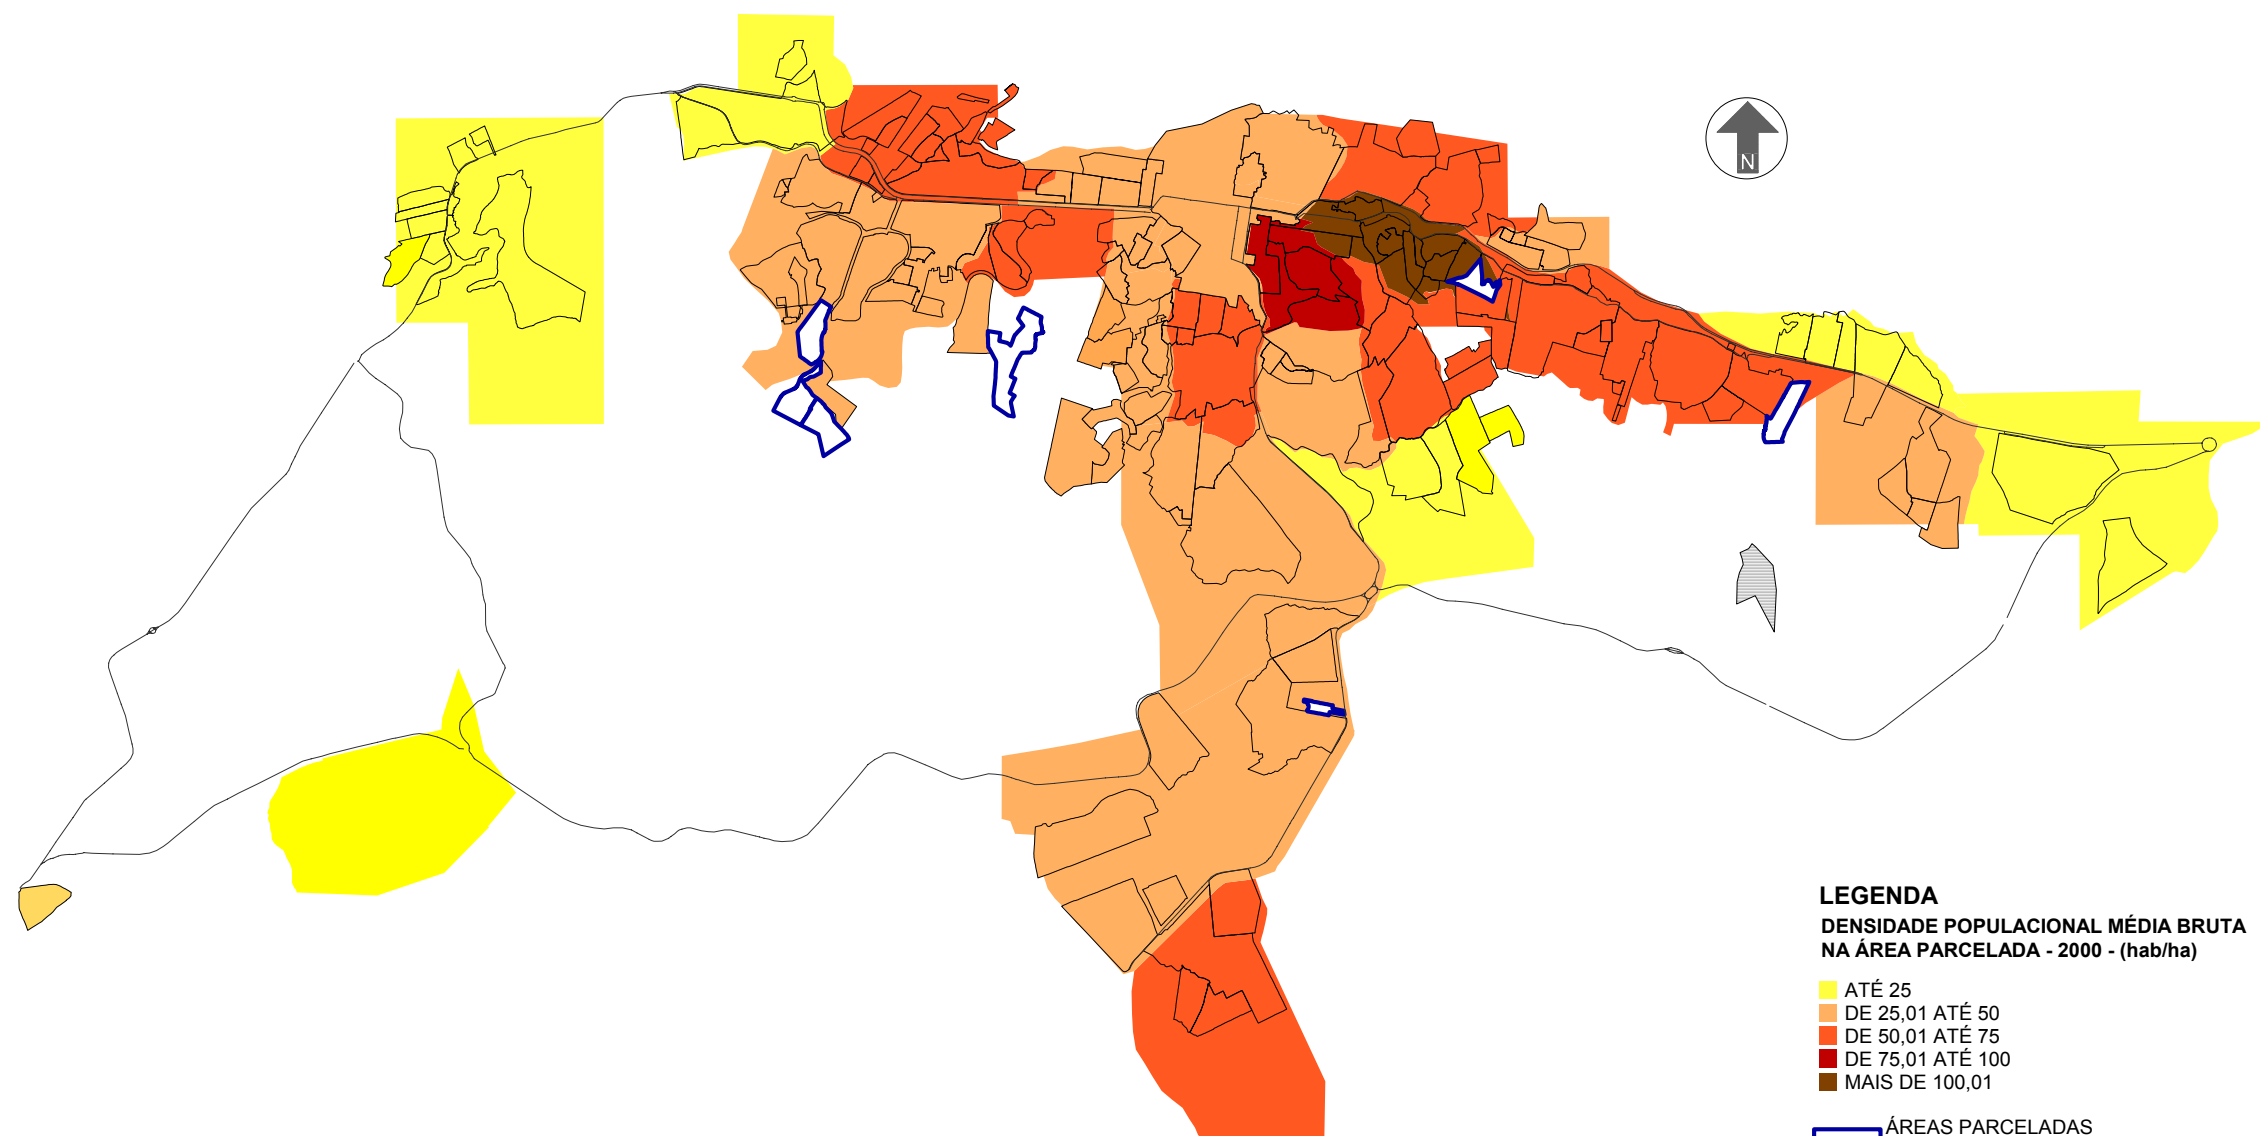 N
LEGENDA
DENSIDADE POPULACIONAL MÉDIA BRUTA
NA ÁREA PARCELADA - 2000 - (hab/ha)
ATÉ 25
DE 25,01 ATÉ 50
DE 50,01 ATÉ 75
DE 75,01 ATÉ 100
MAIS DE 100,01
ÁREAS PARCELADAS